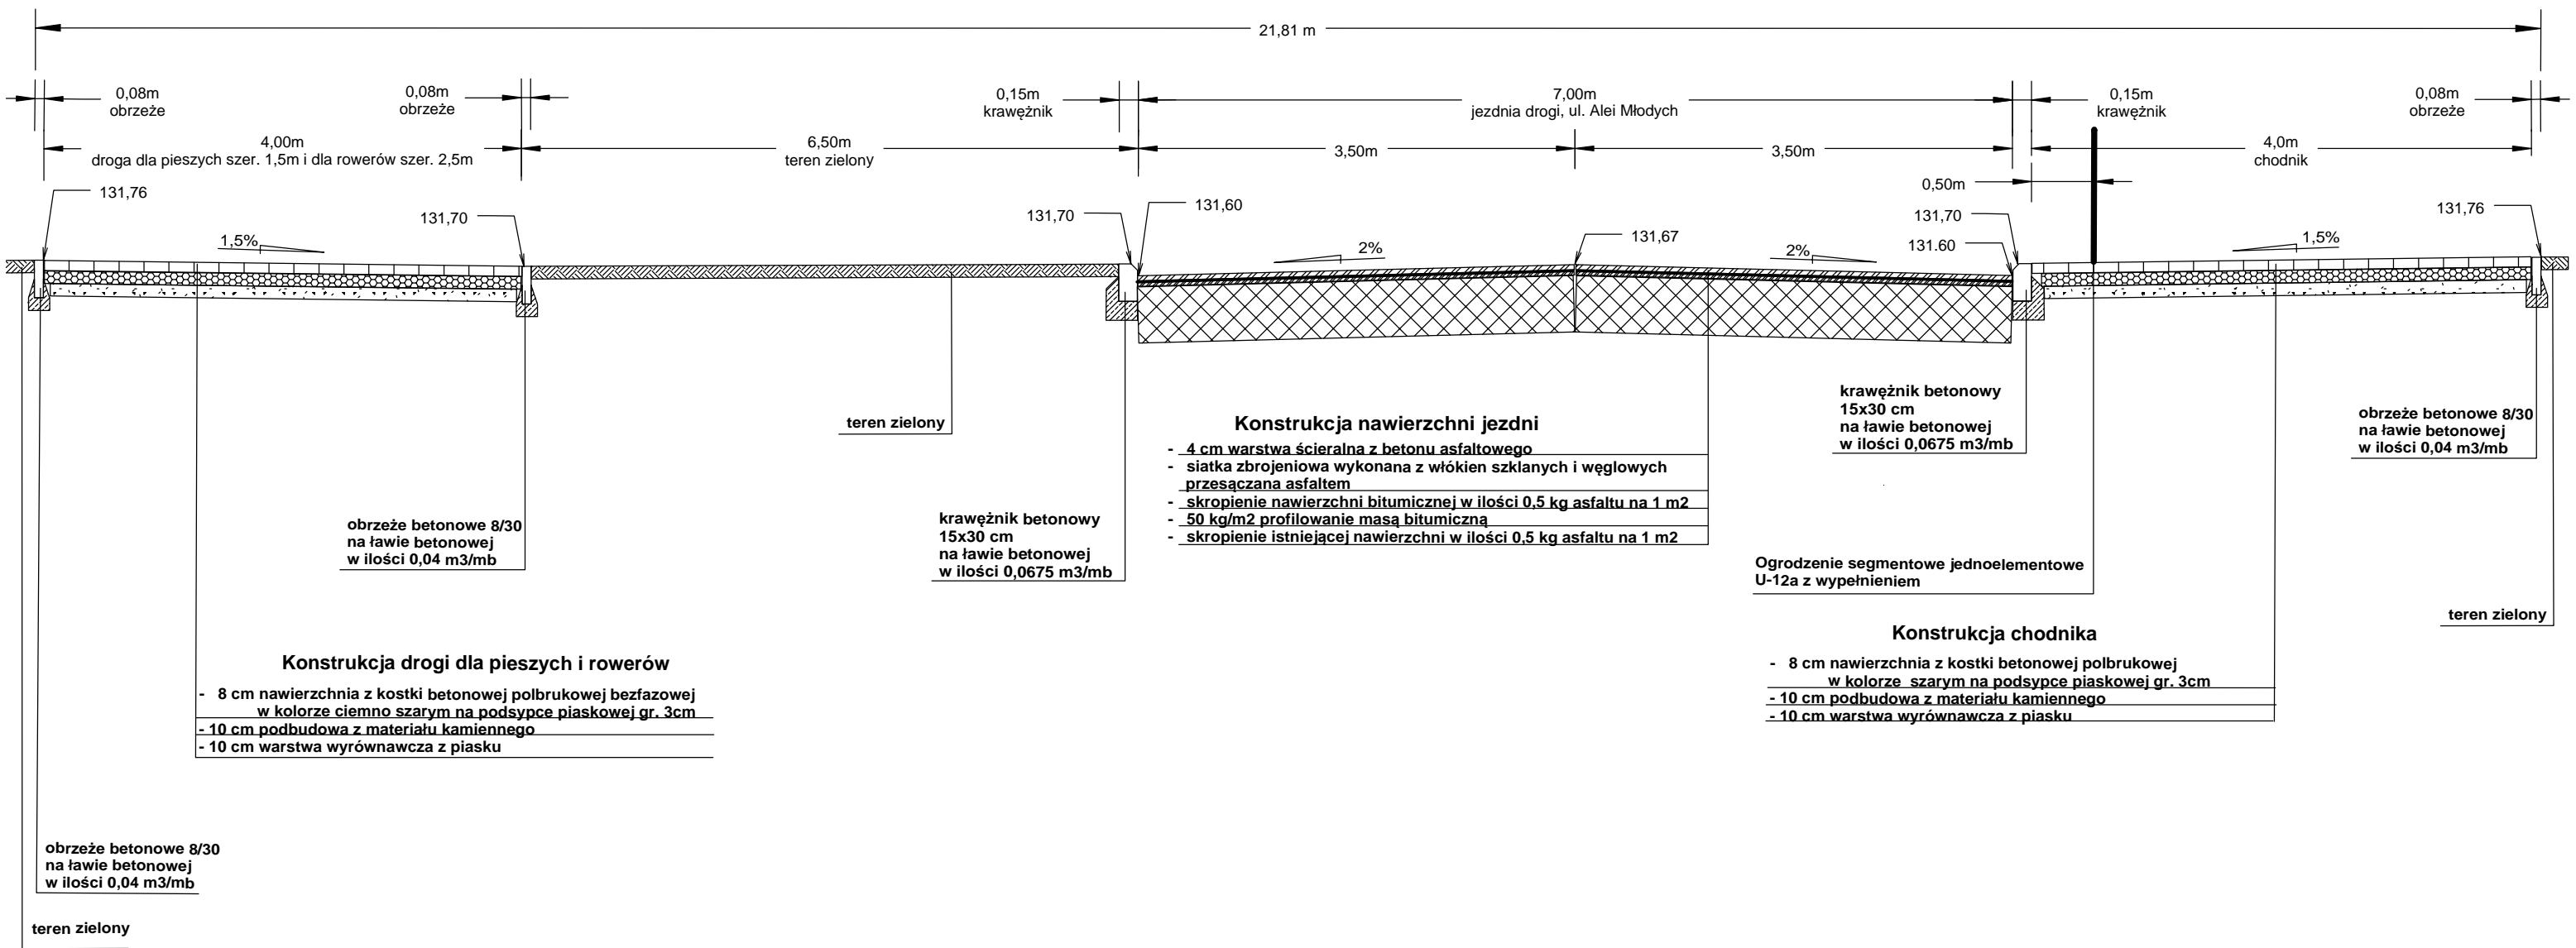 21,81 m
0,08m
obrzeże
0,08m
obrzeże
0,15m
krawężnik
7,00m
jezdnia drogi, ul. Alei Młodych
0,15m
krawężnik
0,08m
obrzeże
4,00m
droga dla pieszych szer. 1,5m i dla rowerów szer. 2,5m
6,50m
teren zielony
3,50m
3,50m
4,0m
chodnik
0,50m
131,76
131,70
131,70
131,60
131,67
131,70
131.60
131,76
1,5%
2%
2%
1,5%
teren zielony
Konstrukcja nawierzchni jezdni
- 4 cm warstwa ścieralna z betonu asfaltowego
- siatka zbrojeniowa wykonana z włókien szklanych i węglowych
przesączana asfaltem
- skropienie nawierzchni bitumicznej w ilości 0,5 kg asfaltu na 1 m2
- 50 kg/m2 profilowanie masą bitumiczną
- skropienie istniejącej nawierzchni w ilości 0,5 kg asfaltu na 1 m2
krawężnik betonowy
15x30 cm
na ławie betonowej
w ilości 0,0675 m3/mb
obrzeże betonowe 8/30
na ławie betonowej
w ilości 0,04 m3/mb
obrzeże betonowe 8/30
na ławie betonowej
w ilości 0,04 m3/mb
krawężnik betonowy
15x30 cm
na ławie betonowej
w ilości 0,0675 m3/mb
Ogrodzenie segmentowe jednoelementowe
U-12a z wypełnieniem
teren zielony
Konstrukcja drogi dla pieszych i rowerów
- 8 cm nawierzchnia z kostki betonowej polbrukowej bezfazowej
w kolorze ciemno szarym na podsypce piaskowej gr. 3cm
- 10 cm podbudowa z materiału kamiennego
- 10 cm warstwa wyrównawcza z piasku
Konstrukcja chodnika
- 8 cm nawierzchnia z kostki betonowej polbrukowej
w kolorze szarym na podsypce piaskowej gr. 3cm
- 10 cm podbudowa z materiału kamiennego
- 10 cm warstwa wyrównawcza z piasku
obrzeże betonowe 8/30
na ławie betonowej
w ilości 0,04 m3/mb
teren zielony